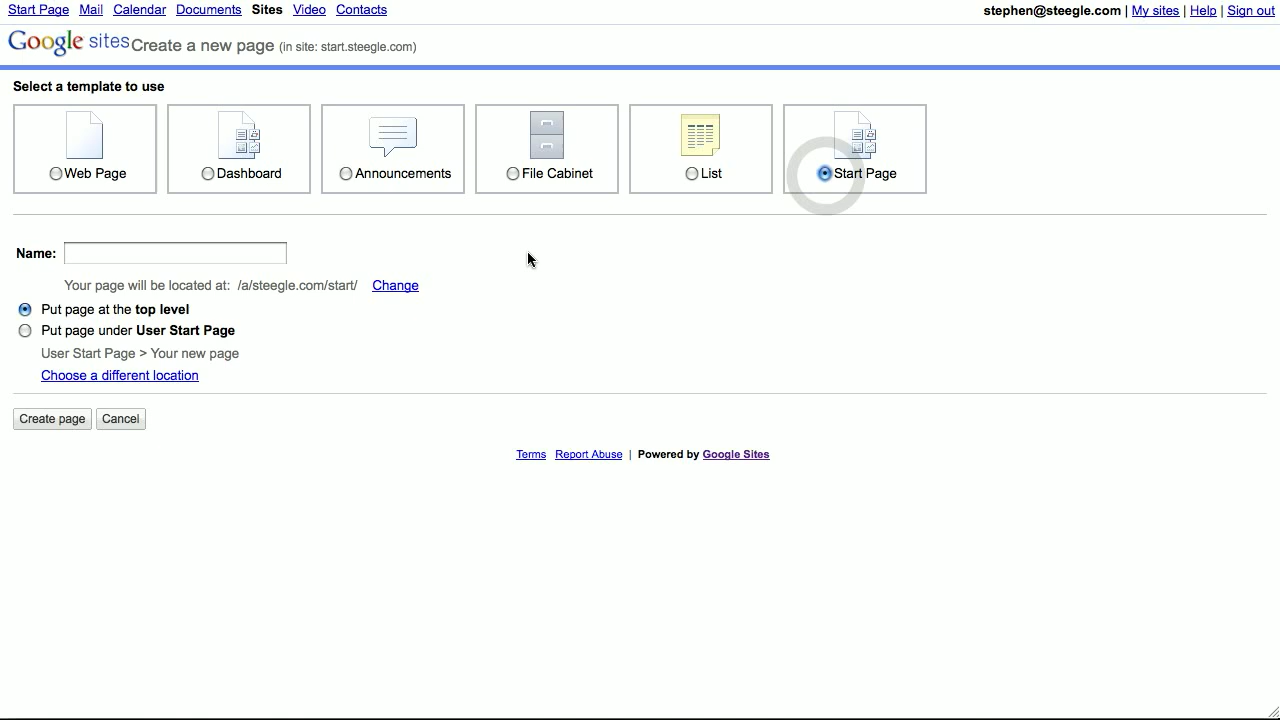 Start Page Mail Calendar Documents Sites Video Contacts stephen@steegle.com | My sites | Help | Sign out
Google sites Create a new page (in site: start.steegle.com)
Select a template to use
Web Page Dashboard Announcements File Cabinet List Start Page
Name:
Your page will be located at: /a/steegle.com/start/ Change
Put page at the top level
Put page under User Start Page
User Start Page > Your new page
Choose a different location
Create page Cancel
Terms Report Abuse | Powered by Google Sites